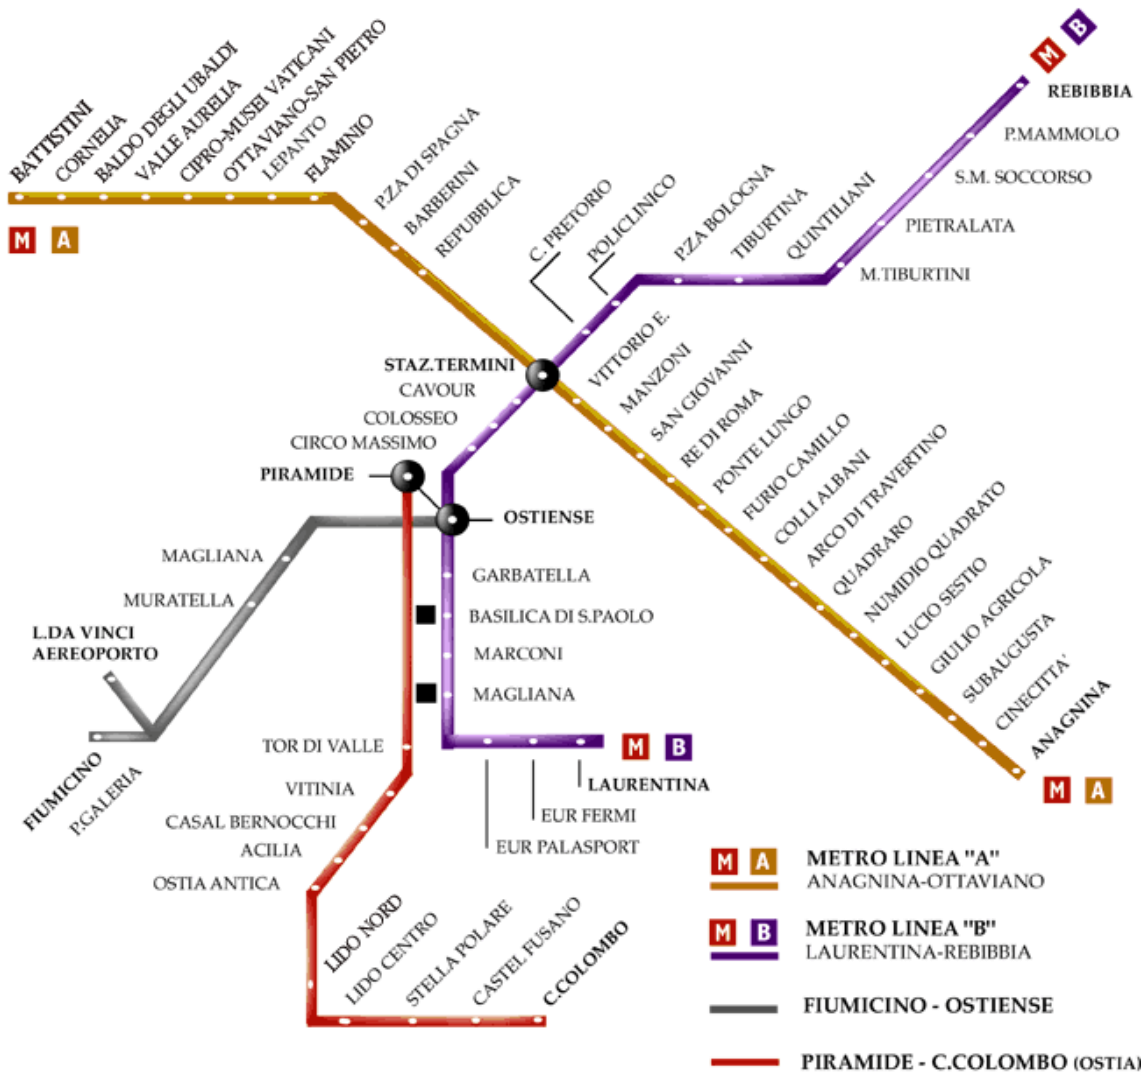 BATTISTINI
CORNELIA
BALDO DEGLI UBALDI
VALLE AURELIA
CIPRO-MUSEI VATICANI
OTTAVIANO-SAN PIETRO
LEPANTO
FLAMINIO
P.ZA DI SPAGNA
BARBERINI
REPUBBLICA
M A
C. PRETORIO
POLICLINICO
P.ZA BOLOGNA
TIBURTINA
QUINTILIANI
M B
REBIBBIA
P.MAMMOLO
S.M. SOCCORSO
PIETRALATA
M.TIBURTINI
STAZ.TERMINI
CAVOUR
COLOSSEO
CIRCO MASSIMO
PIRAMIDE
OSTIENSE
VITTORIO E.
MANZONI
SAN GIOVANNI
RE DI ROMA
PONTE LUNGO
FURIO CAMILLO
COLLI ALBANI
ARCO DI TRAVERTINO
QUADRARO
NUMIDIO QUADRATO
LUCIO SESTIO
GIULIO AGRICOLA
SUBAUGUSTA
CINECITTA'
ANAGNINA
M A
MAGLIANA
MURATELLA
L.DA VINCI
AEREOPORTO
FIUMICINO
P.GALERIA
GARBATELLA
BASILICA DI S.PAOLO
MARCONI
MAGLIANA
M B
LAURENTINA
EUR FERMI
EUR PALASPORT
TOR DI VALLE
VITINIA
CASAL BERNOCCHI
ACILIA
OSTIA ANTICA
LIDO NORD
LIDO CENTRO
STELLA POLARE
CASTEL FUSANO
C.COLOMBO
M A METRO LINEA "A"
ANAGNINA-OTTAVIANO
M B METRO LINEA "B"
LAURENTINA-REBIBBIA
FIUMICINO - OSTIENSE
PIRAMIDE - C.COLOMBO (OSTIA)